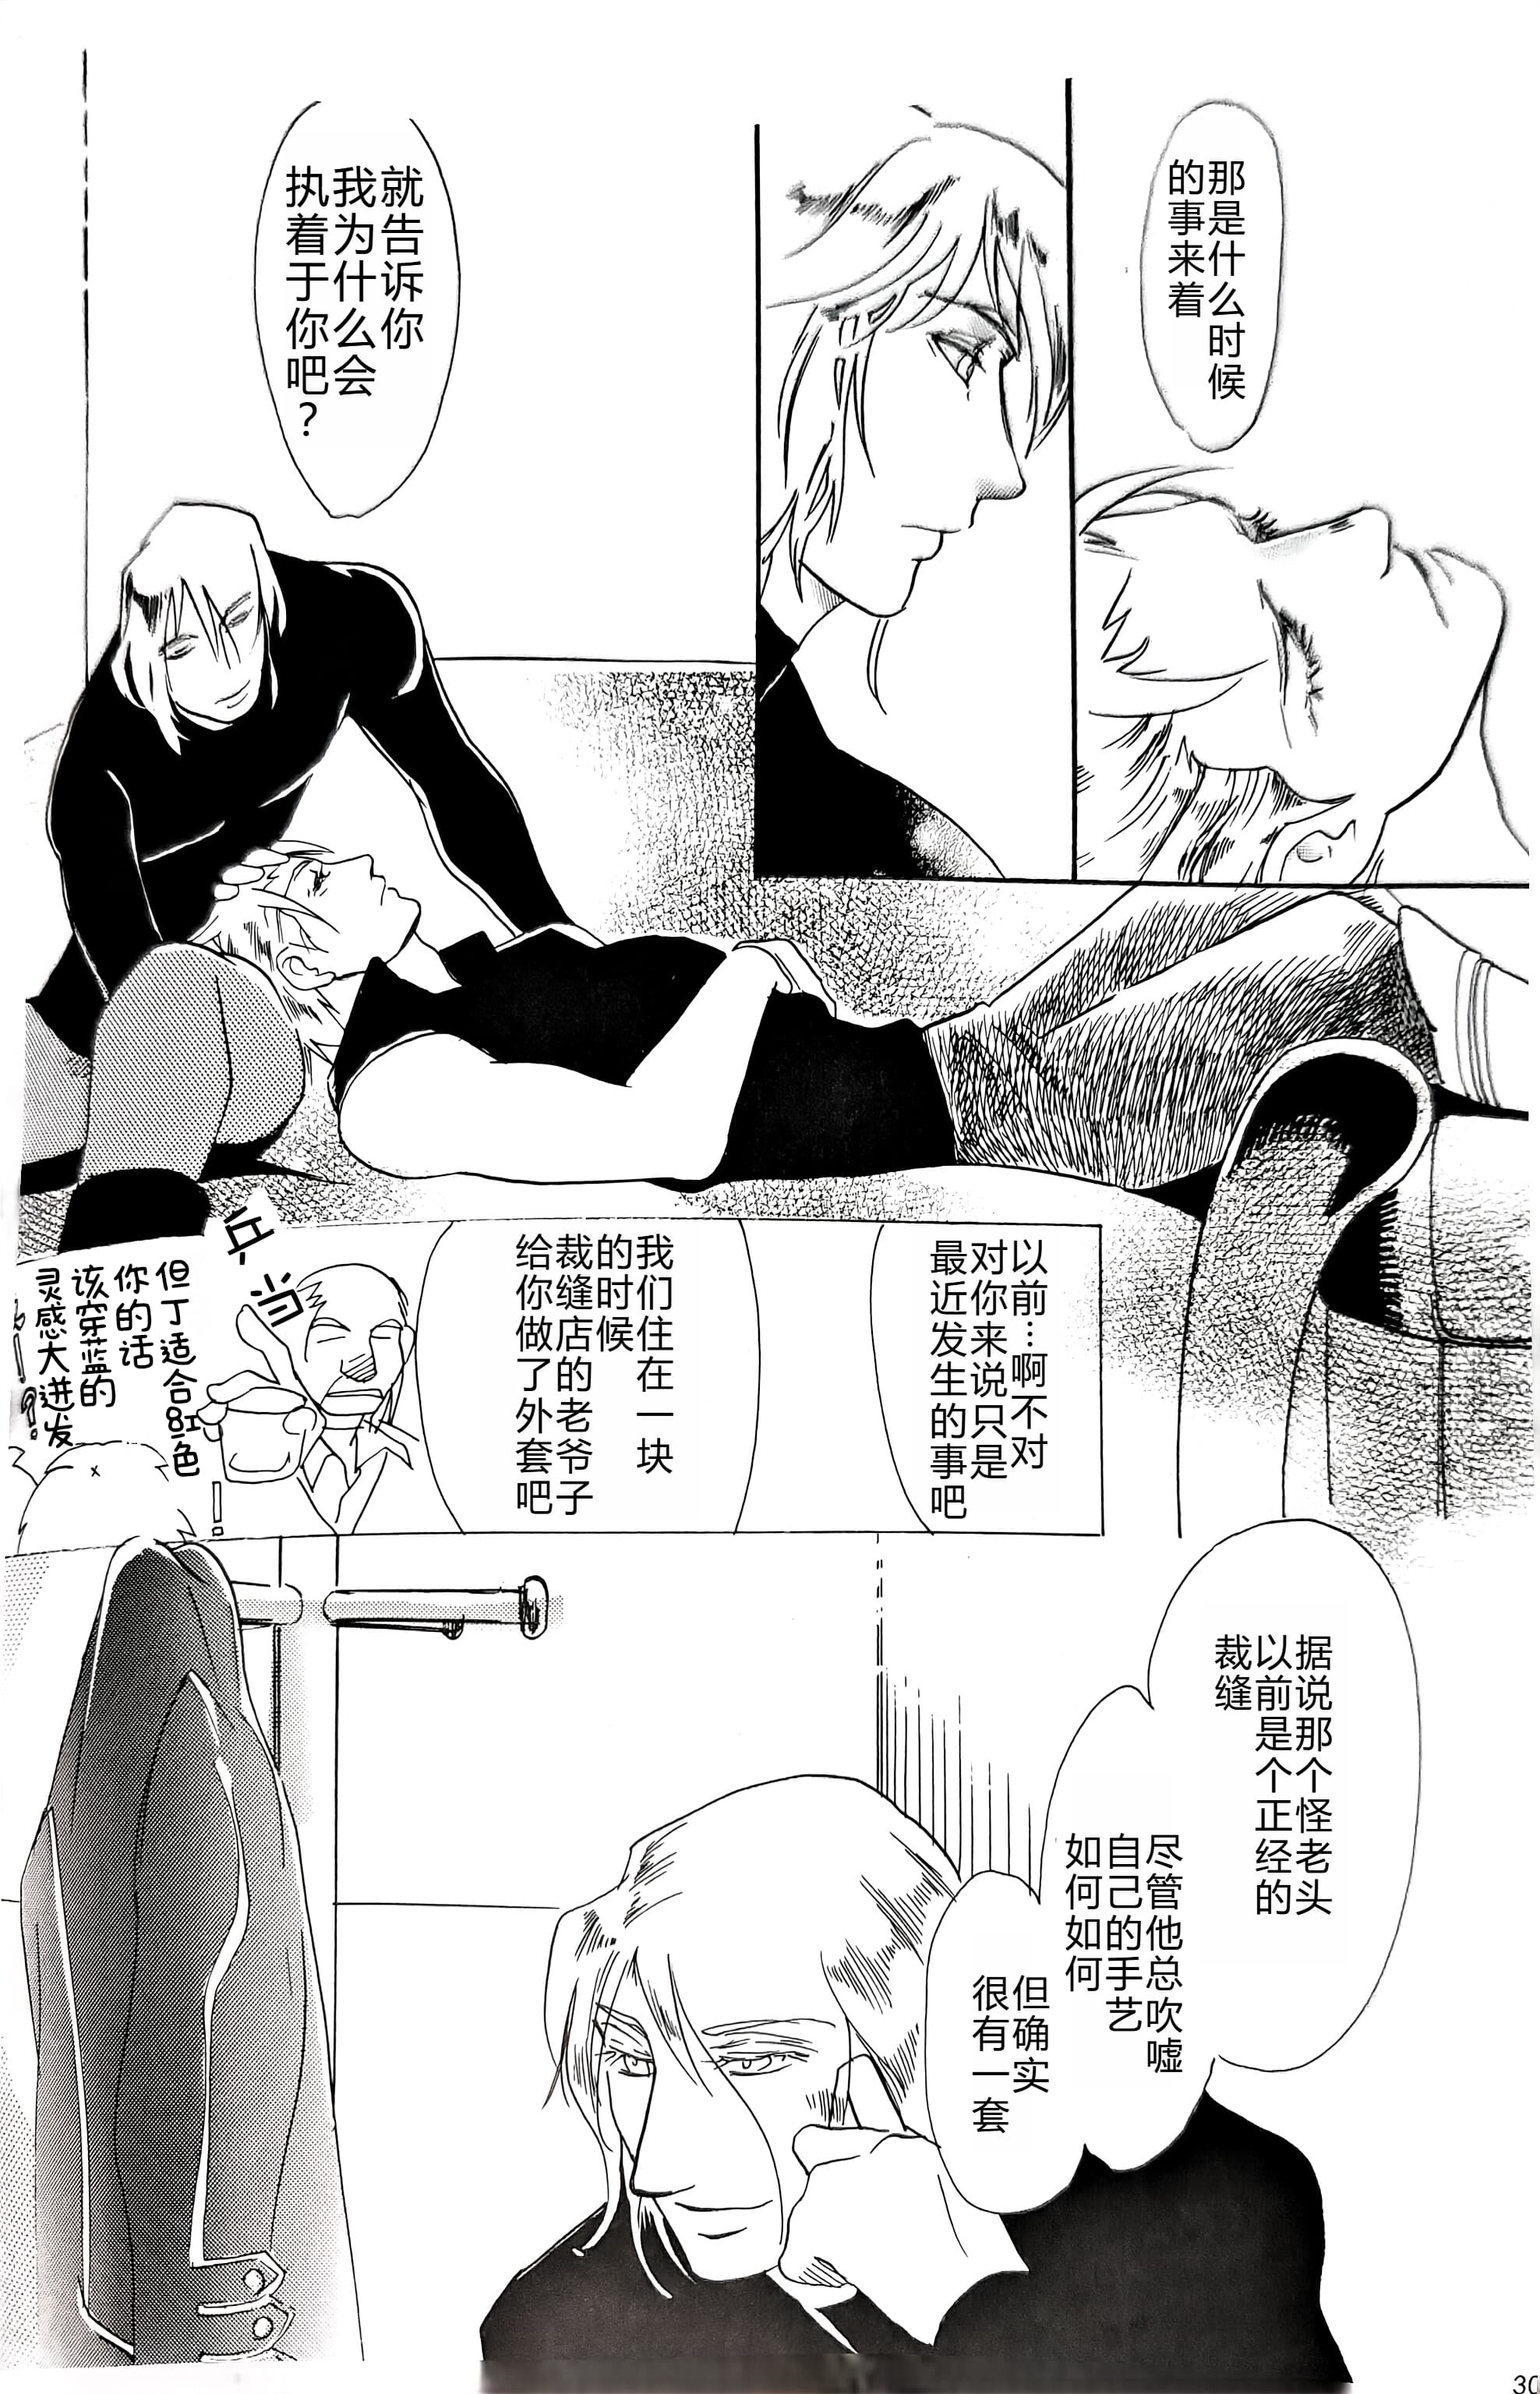 那是什么时候
的事来着
就告诉你
我为什么会
执着于你吧？
以前…啊不对
对你来说只是
最近发生的事吧
我们住在一块
的时候
裁缝店的老爷子
给你做了外套吧
乒
当
但丁适合红色
你的话
该穿蓝的
灵感大迸发
！
据说那个怪老头
以前是个正经的
裁缝
尽管他总吹嘘
自己的手艺
如何如何
但确实
很有一套
30